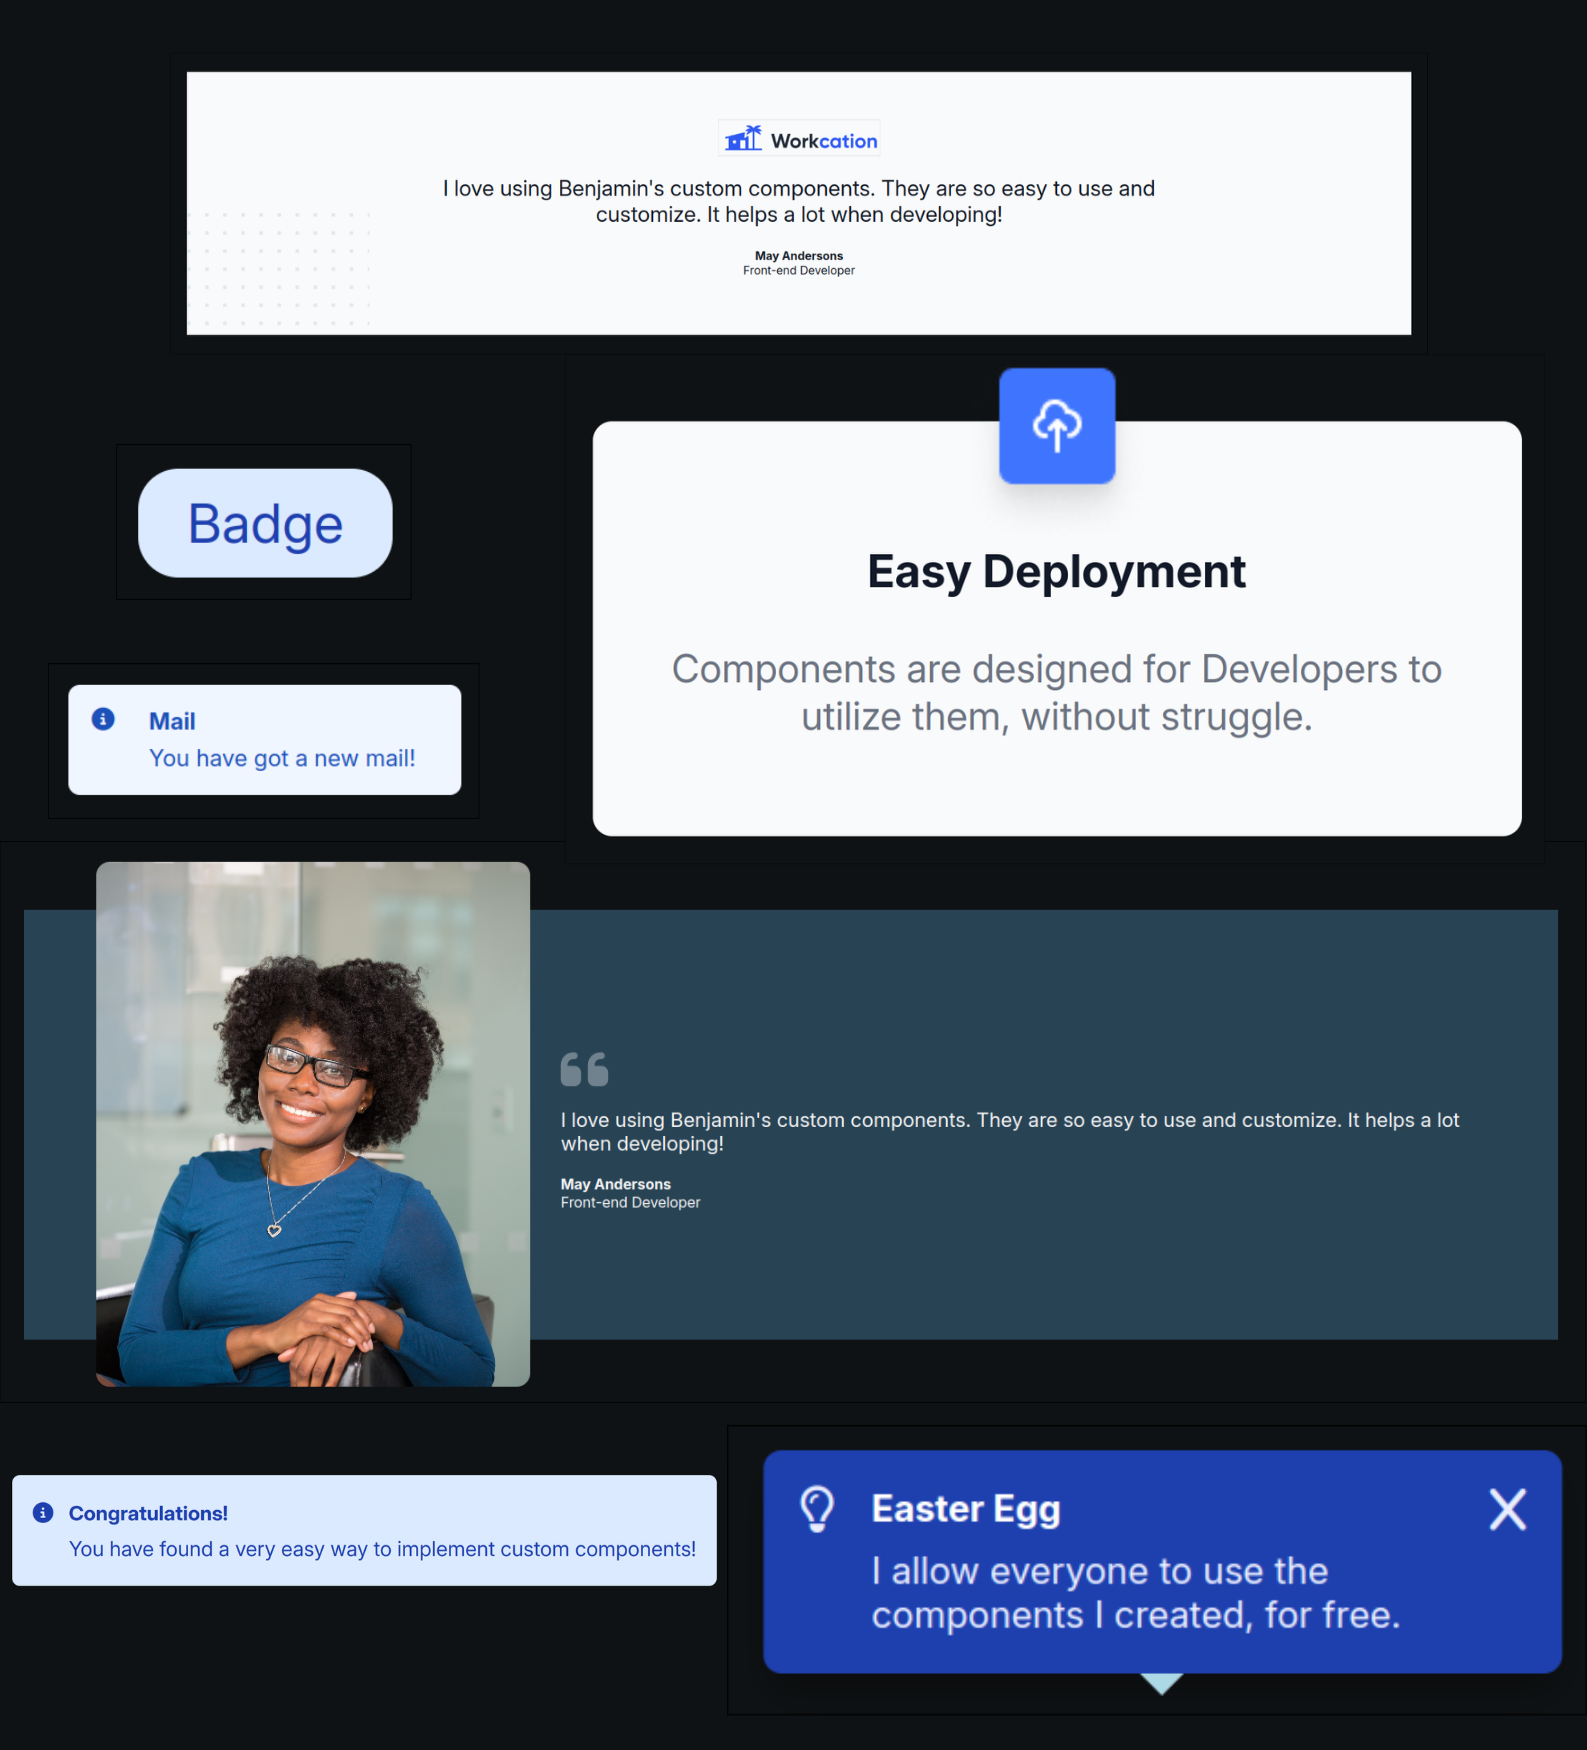 Workcation
I love using Benjamin's custom components. They are so easy to use and
customize. It helps a lot when developing!
May Andersons
Front-end Developer
Badge
Mail
You have got a new mail!
Easy Deployment
Components are designed for Developers to
utilize them, without struggle.
I love using Benjamin's custom components. They are so easy to use and customize. It helps a lot
when developing!
May Andersons
Front-end Developer
Congratulations!
You have found a very easy way to implement custom components!
Easter Egg
I allow everyone to use the
components I created, for free.